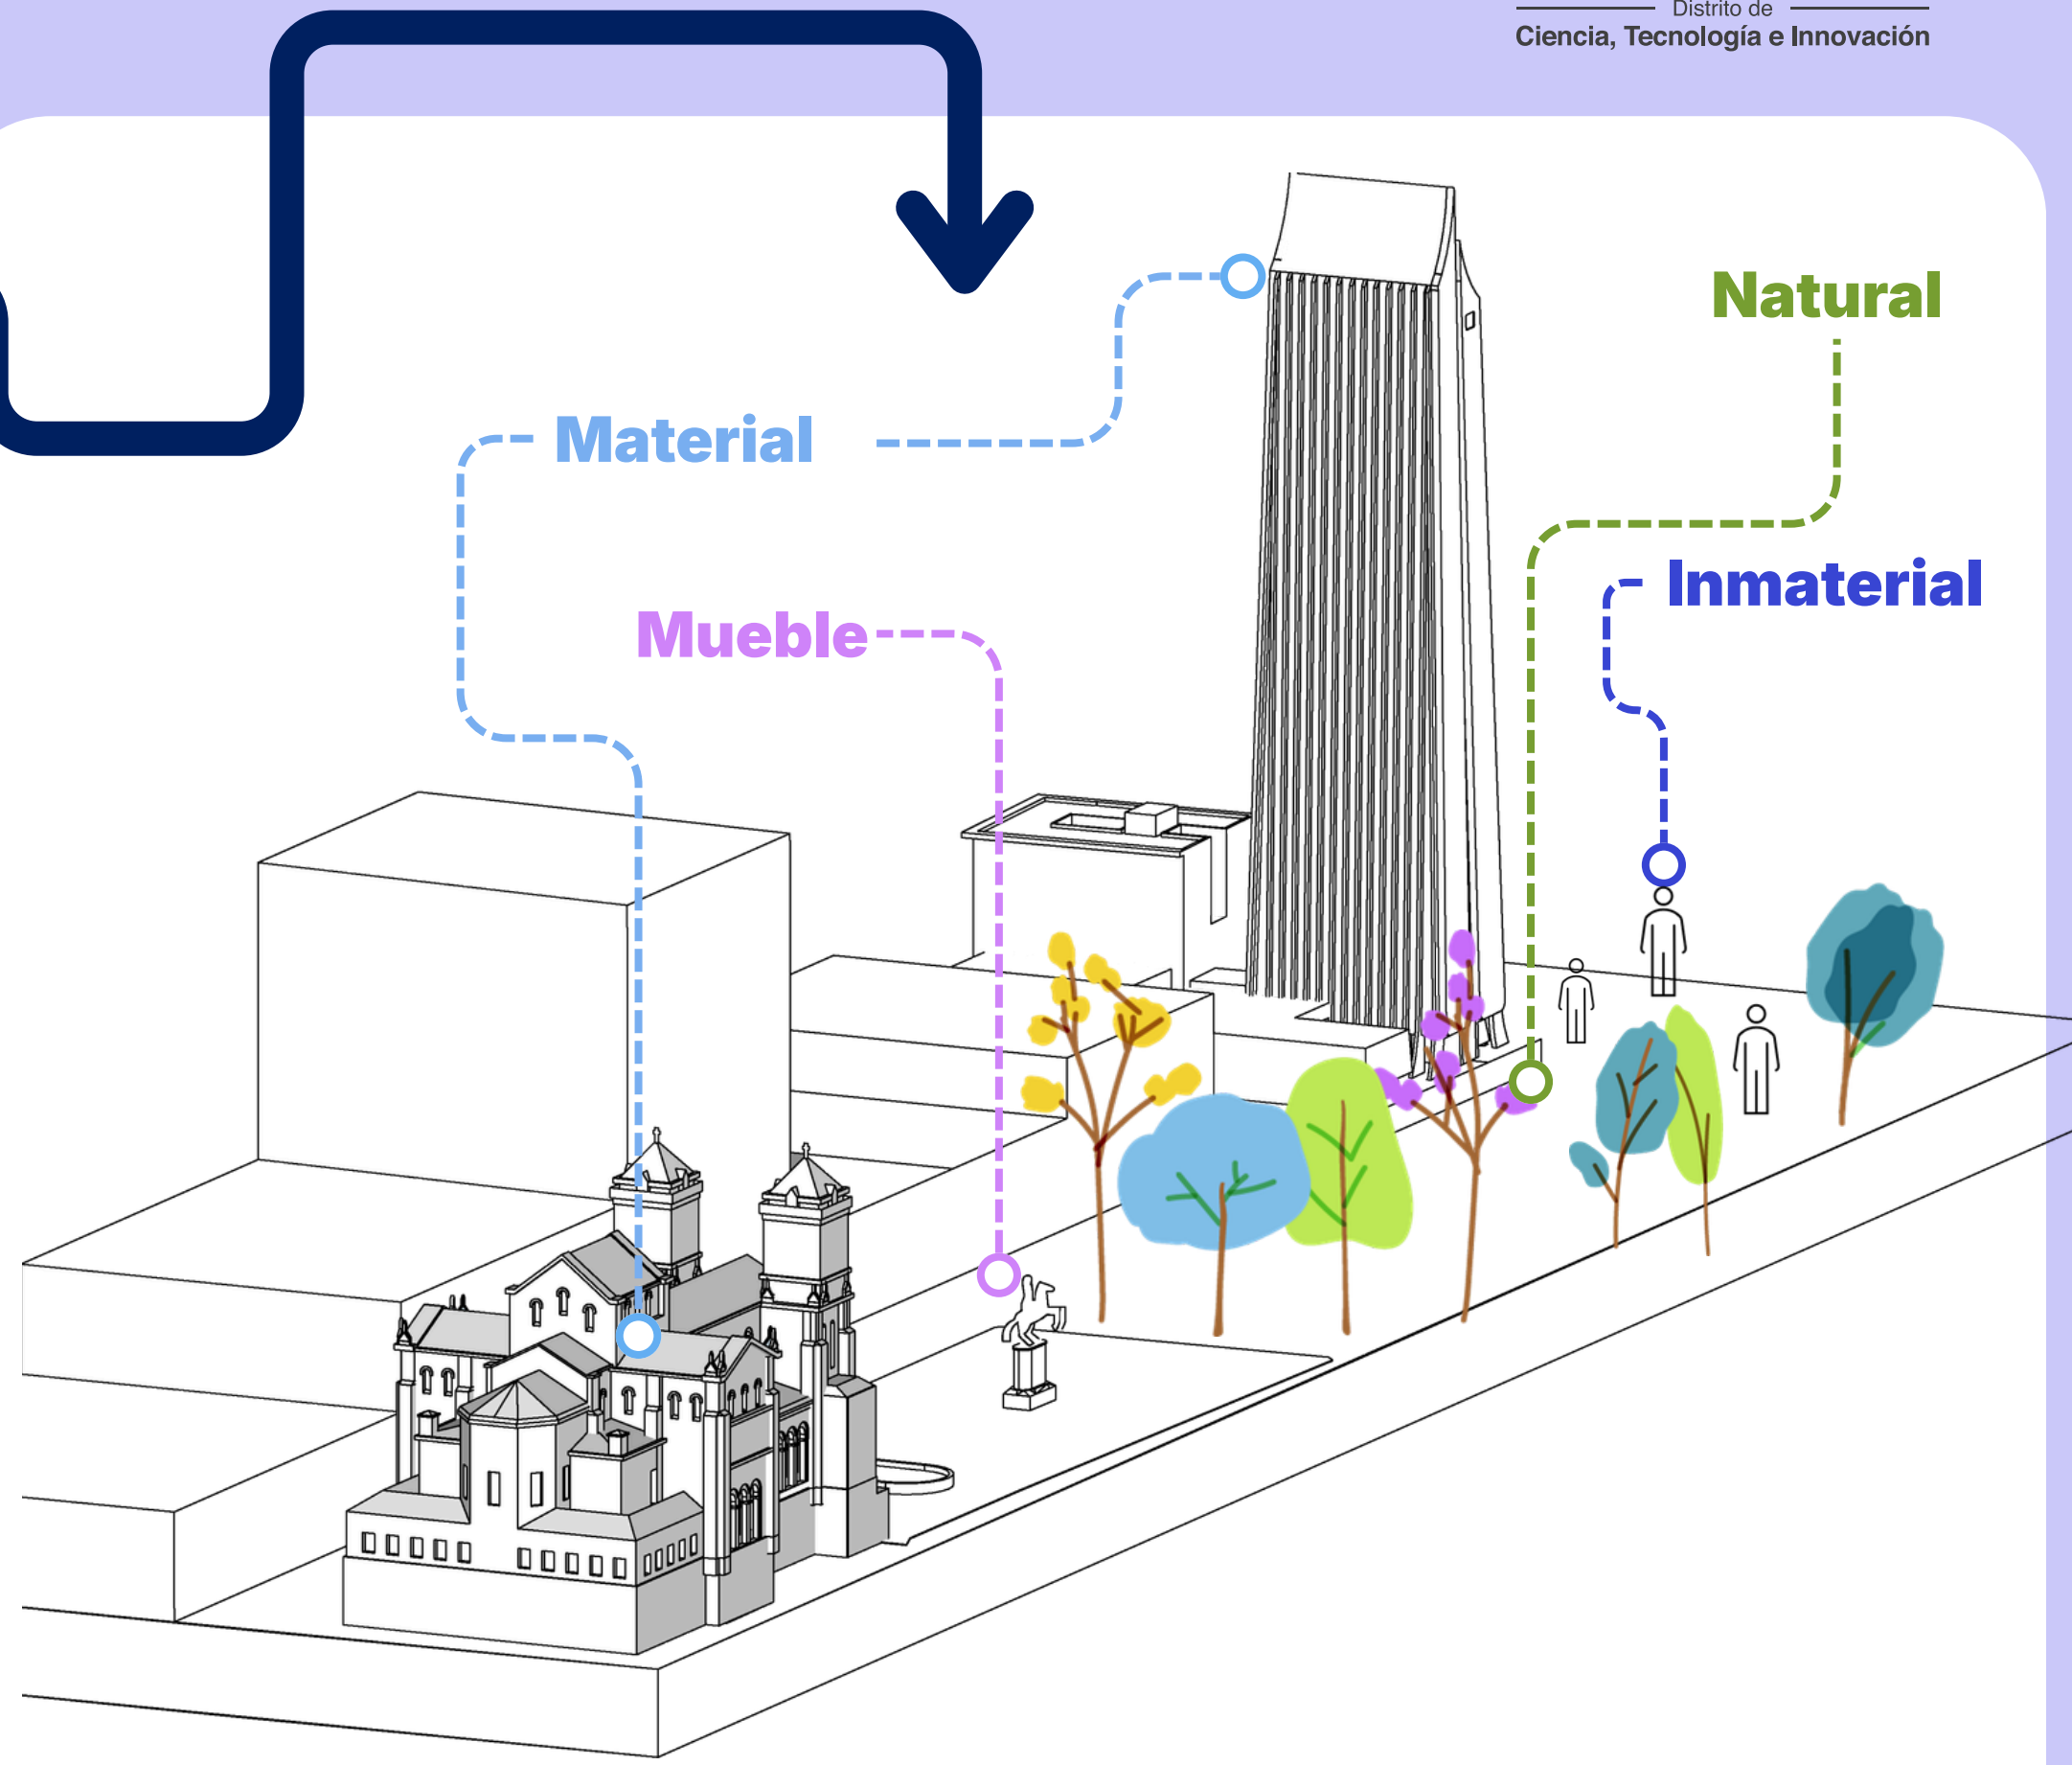 Distrito de
Ciencia, Tecnología e Innovación
Natural
Material
Inmaterial
Mueble